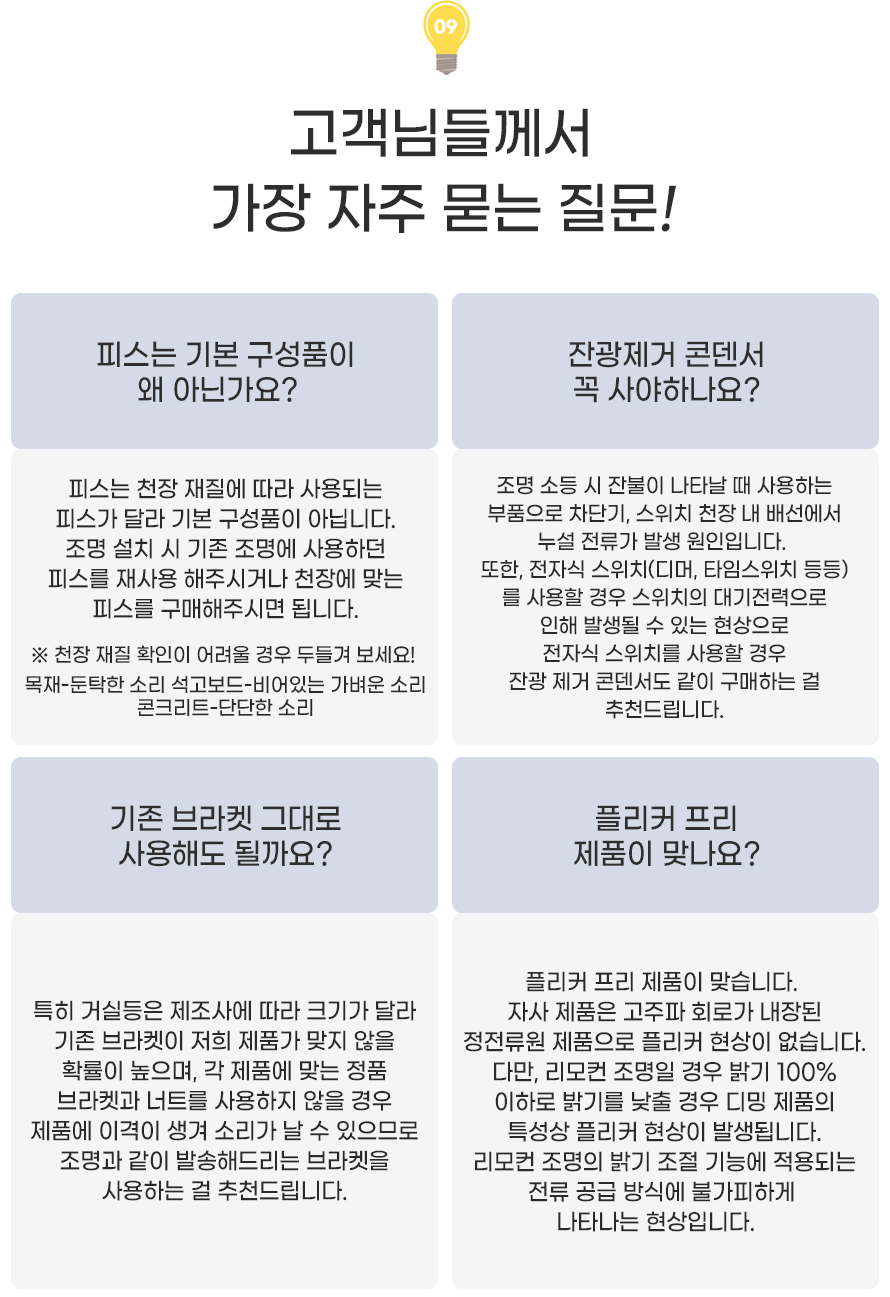 09
고객님들께서
가장 자주 묻는 질문!
피스는 기본 구성품이
왜 아닌가요?
피스는 천장 재질에 따라 사용되는
피스가 달라 기본 구성품이 아닙니다.
조명 설치 시 기존 조명에 사용하던
피스를 재사용 해주시거나 천장에 맞는
피스를 구매해주시면 됩니다.
※ 천장 재질 확인이 어려울 경우 두들겨 보세요!
목재-둔탁한 소리 석고보드-비어있는 가벼운 소리
콘크리트-단단한 소리
잔광제거 콘덴서
꼭 사야하나요?
조명 소등 시 잔불이 나타날 때 사용하는
부품으로 차단기, 스위치 천장 내 배선에서
누설 전류가 발생 원인입니다.
또한, 전자식 스위치(디머, 타임스위치 등등)
를 사용할 경우 스위치의 대기전력으로
인해 발생될 수 있는 현상으로
전자식 스위치를 사용할 경우
잔광 제거 콘덴서도 같이 구매하는 걸
추천드립니다.
기존 브라켓 그대로
사용해도 될까요?
특히 거실등은 제조사에 따라 크기가 달라
기존 브라켓이 저희 제품가 맞지 않을
확률이 높으며, 각 제품에 맞는 정품
브라켓과 너트를 사용하지 않을 경우
제품에 이격이 생겨 소리가 날 수 있으므로
조명과 같이 발송해드리는 브라켓을
사용하는 걸 추천드립니다.
플리커 프리
제품이 맞나요?
플리커 프리 제품이 맞습니다.
자사 제품은 고주파 회로가 내장된
정전류원 제품으로 플리커 현상이 없습니다.
다만, 리모컨 조명일 경우 밝기 100%
이하로 밝기를 낮출 경우 디밍 제품의
특성상 플리커 현상이 발생됩니다.
리모컨 조명의 밝기 조절 기능에 적용되는
전류 공급 방식에 불가피하게
나타나는 현상입니다.